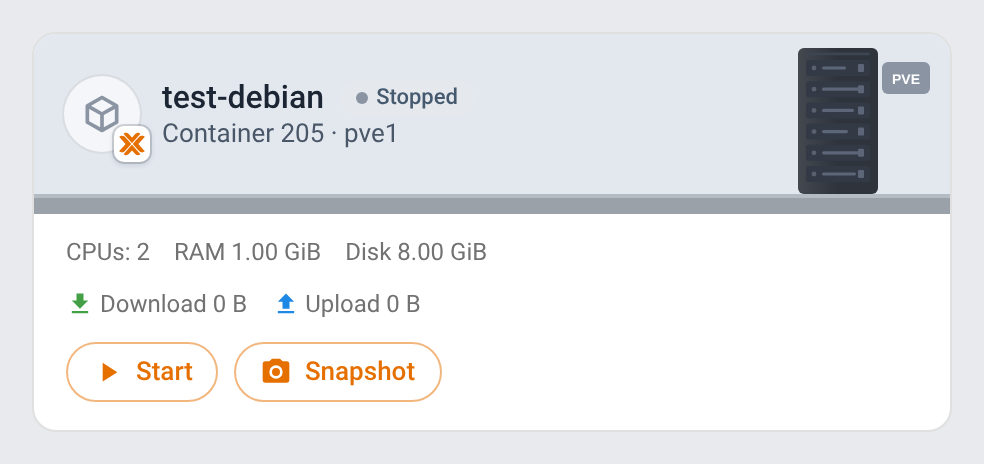 test-debian
Stopped
PVE
Container 205 · pve1
CPUs: 2 RAM 1.00 GiB Disk 8.00 GiB
Download 0 B Upload 0 B
Start Snapshot